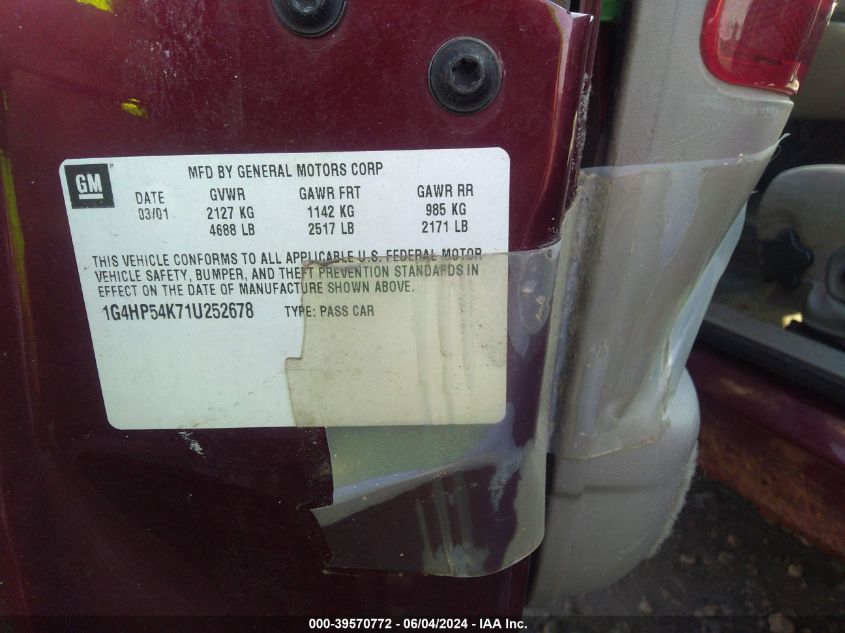 GM
MFD BY GENERAL MOTORS CORP
DATE GVWR GAWR FRT GAWR RR
03/01 2127 KG 1142 KG 985 KG
4688 LB 2517 LB 2171 LB
THIS VEHICLE CONFORMS TO ALL APPLICABLE U.S. FEDERAL MOTOR
VEHICLE SAFETY, BUMPER, AND THEFT PREVENTION STANDARDS IN
EFFECT ON THE DATE OF MANUFACTURE SHOWN ABOVE.
1G4HP54K71U252678 TYPE: PASS CAR
000-39570772 - 06/04/2024 - IAA Inc.